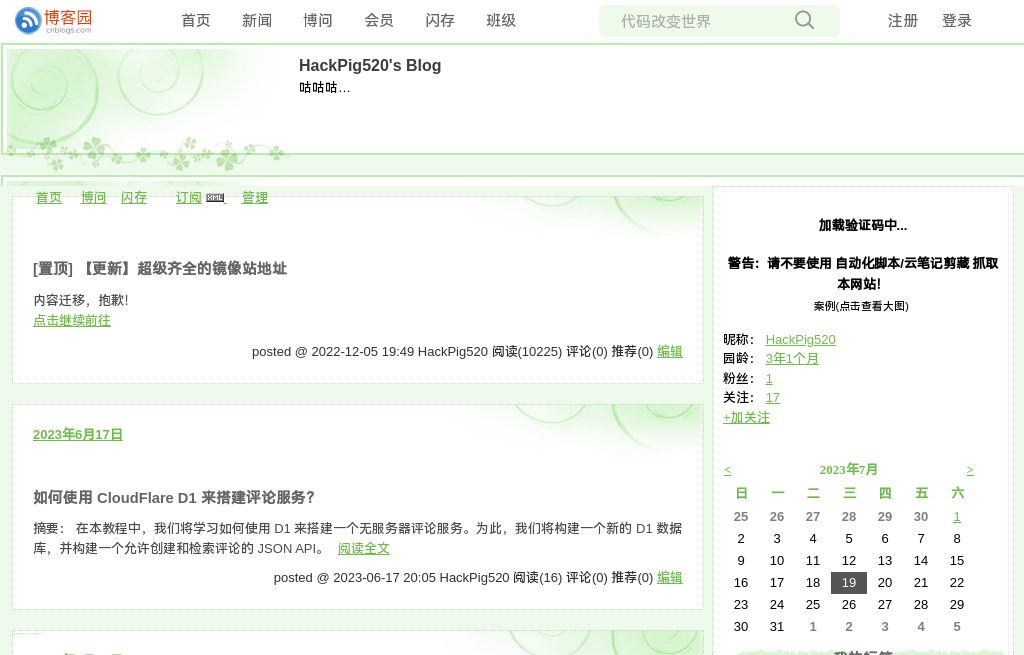 博客园
cnblogs.com
首页 新闻 博问 会员 闪存 班级 代码改变世界 注册 登录
HackPig520's Blog
咕咕咕…
首页 博问 闪存 订阅 XML 管理
[置顶] 【更新】超级齐全的镜像站地址
内容迁移，抱歉！
点击继续前往
posted @ 2022-12-05 19:49 HackPig520 阅读(10225) 评论(0) 推荐(0) 编辑
2023年6月17日
如何使用 CloudFlare D1 来搭建评论服务？
摘要： 在本教程中，我们将学习如何使用 D1 来搭建一个无服务器评论服务。为此，我们将构建一个新的 D1 数据
库，并构建一个允许创建和检索评论的 JSON API。 阅读全文
posted @ 2023-06-17 20:05 HackPig520 阅读(16) 评论(0) 推荐(0) 编辑
加载验证码中...
警告：请不要使用 自动化脚本/云笔记剪藏 抓取
本网站！
案例(点击查看大图)
昵称： HackPig520
园龄： 3年1个月
粉丝： 1
关注： 17
+加关注
< 2023年7月 >
日 一 二 三 四 五 六
25 26 27 28 29 30 1
2 3 4 5 6 7 8
9 10 11 12 13 14 15
16 17 18 19 20 21 22
23 24 25 26 27 28 29
30 31 1 2 3 4 5
我的标签